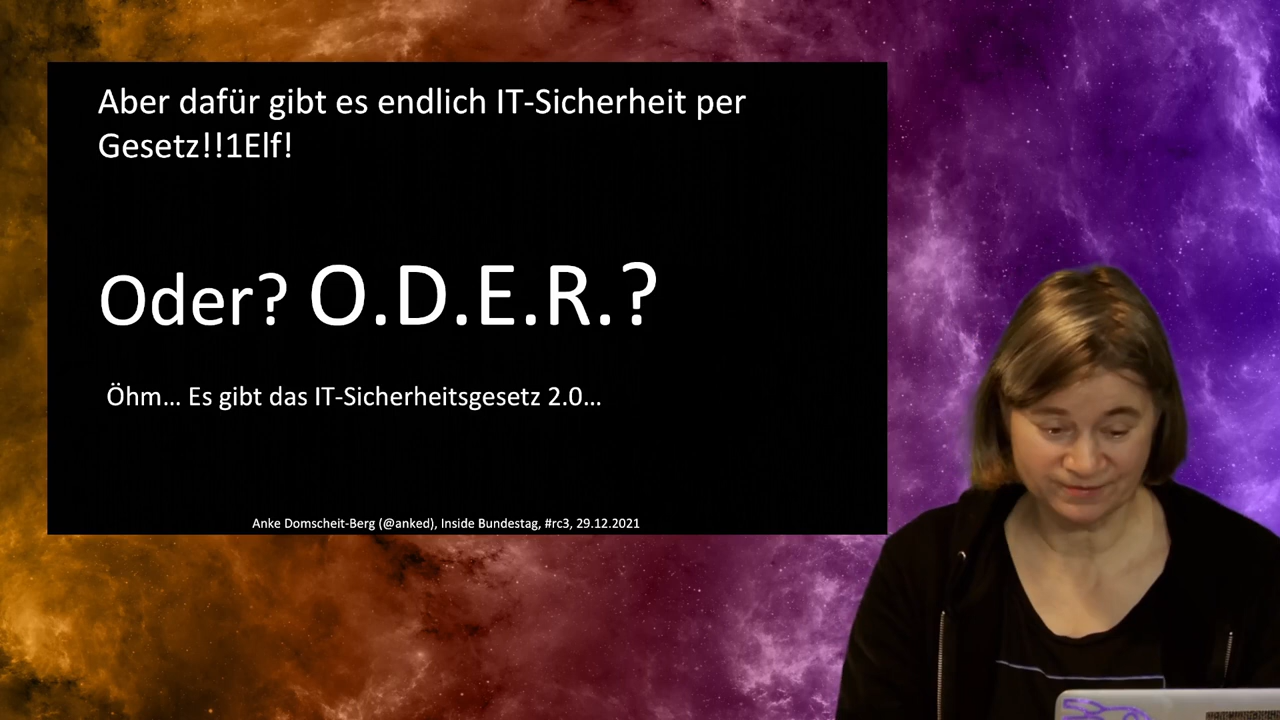 Aber dafür gibt es endlich IT-Sicherheit per
Gesetz!!1Elf!
Oder? O.D.E.R.?
Öhm... Es gibt das IT-Sicherheitsgesetz 2.0...
Anke Domscheit-Berg (@anked), Inside Bundestag, #rc3, 29.12.2021